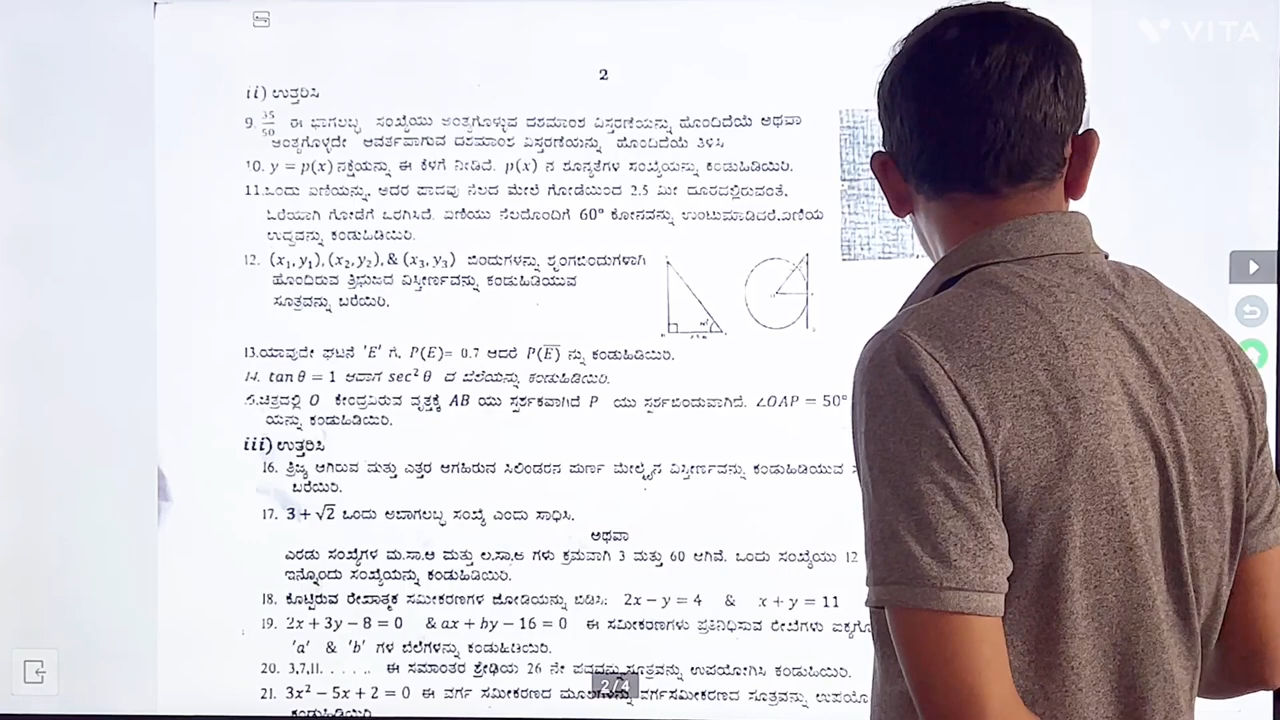 VITA
2
ii) ಉತ್ತರಿಸಿ
9. 35/50 ಈ ಭಾಗಲಬ್ಧ ಸಂಖ್ಯೆಯು ಅಂತ್ಯಗೊಳ್ಳುವ ದಶಮಾಂಶ ವಿಸ್ತರಣೆಯನ್ನು ಹೊಂದಿದೆಯೆ ಅಥವಾ
ಅಂತ್ಯಗೊಳ್ಳದೇ ಆವರ್ತವಾಗುವ ದಶಮಾಂಶ ವಿಸ್ತರಣೆಯನ್ನು ಹೊಂದಿದೆಯೆ ತಿಳಿಸಿ
10. y = p(x) ನಕ್ಷೆಯನ್ನು ಈ ಕೆಳಗೆ ನೀಡಿದೆ. p(x) ನ ಶೂನ್ಯತೆಗಳ ಸಂಖ್ಯೆಯನ್ನು ಕಂಡುಹಿಡಿಯಿರಿ.
11.ಒಂದು ಏಣಿಯನ್ನು, ಅದರ ಪಾದವು ನೆಲದ ಮೇಲೆ ಗೋಡೆಯಿಂದ 2.5 ಮೀ ದೂರದಲ್ಲಿರುವಂತೆ,
ಓರೆಯಾಗಿ ಗೋಡೆಗೆ ಒರಗಿಸಿದೆ. ಏಣಿಯು ನೆಲದೊಂದಿಗೆ 60° ಕೋನವನ್ನು ಉಂಟುಮಾಡಿದರೆ,ಏಣಿಯ
ಉದ್ದವನ್ನು ಕಂಡುಹಿಡಿಯಿರಿ.
12. (x₁, y₁), (x₂, y₂), & (x₃, y₃) ಬಿಂದುಗಳನ್ನು ಶೃಂಗಬಿಂದುಗಳಾಗಿ
ಹೊಂದಿರುವ ತ್ರಿಭುಜದ ವಿಸ್ತೀರ್ಣವನ್ನು ಕಂಡುಹಿಡಿಯುವ
ಸೂತ್ರವನ್ನು ಬರೆಯಿರಿ.
13.ಯಾವುದೇ ಘಟನೆ 'E' ಗೆ, P(E)= 0.7 ಆದರೆ P(E̅) ನ್ನು ಕಂಡುಹಿಡಿಯಿರಿ.
14. tan θ = 1 ಆದಾಗ sec² θ ದ ಬೆಲೆಯನ್ನು ಕಂಡುಹಿಡಿಯಿರಿ.
5.ಚಿತ್ರದಲ್ಲಿ O ಕೇಂದ್ರವಿರುವ ವೃತ್ತಕ್ಕೆ AB ಯು ಸ್ಪರ್ಶಕವಾಗಿದೆ P ಯು ಸ್ಪರ್ಶಬಿಂದುವಾಗಿದೆ. ∠OAP = 50°
ಯನ್ನು ಕಂಡುಹಿಡಿಯಿರಿ.
iii) ಉತ್ತರಿಸಿ
16. ತ್ರಿಜ್ಯ ಆಗಿರುವ ಮತ್ತು ಎತ್ತರ ಆಗಿರುವ ಸಿಲಿಂಡರನ ಪೂರ್ಣ ಮೇಲ್ಮೈನ ವಿಸ್ತೀರ್ಣವನ್ನು ಕಂಡುಹಿಡಿಯುವ
ಬರೆಯಿರಿ.
17. 3 + √2 ಒಂದು ಅಭಾಗಲಬ್ಧ ಸಂಖ್ಯೆ ಎಂದು ಸಾಧಿಸಿ.
ಅಥವಾ
ಎರಡು ಸಂಖ್ಯೆಗಳ ಮ.ಸಾ.ಅ ಮತ್ತು ಲ.ಸಾ.ಅ ಗಳು ಕ್ರಮವಾಗಿ 3 ಮತ್ತು 60 ಆಗಿವೆ. ಒಂದು ಸಂಖ್ಯೆಯು 12
ಇನ್ನೊಂದು ಸಂಖ್ಯೆಯನ್ನು ಕಂಡುಹಿಡಿಯಿರಿ.
18. ಕೊಟ್ಟಿರುವ ರೇಖಾತ್ಮಕ ಸಮೀಕರಣಗಳ ಜೋಡಿಯನ್ನು ಬಿಡಿಸಿ: 2x − y = 4 & x + y = 11
19. 2x + 3y − 8 = 0 & ax + by − 16 = 0 ಈ ಸಮೀಕರಣಗಳು ಪ್ರತಿನಿಧಿಸುವ ರೇಖೆಗಳು ಐಕ್ಯಗೊ
'a' & 'b' ಗಳ ಬೆಲೆಗಳನ್ನು ಕಂಡುಹಿಡಿಯಿರಿ.
20. 3,7,11. . . . . . ಈ ಸಮಾಂತರ ಶ್ರೇಢಿಯ 26 ನೇ ಪದವನ್ನು ಸೂತ್ರವನ್ನು ಉಪಯೋಗಿಸಿ ಕಂಡುಹಿಡಿಯಿರಿ.
2/4
21. 3x² − 5x + 2 = 0 ಈ ವರ್ಗ ಸಮೀಕರಣದ ಮೂಲಗಳನ್ನು ವರ್ಗಸಮೀಕರಣದ ಸೂತ್ರವನ್ನು ಉಪಯೋ
ಕಂಡುಹಿಡಿಯಿರಿ.